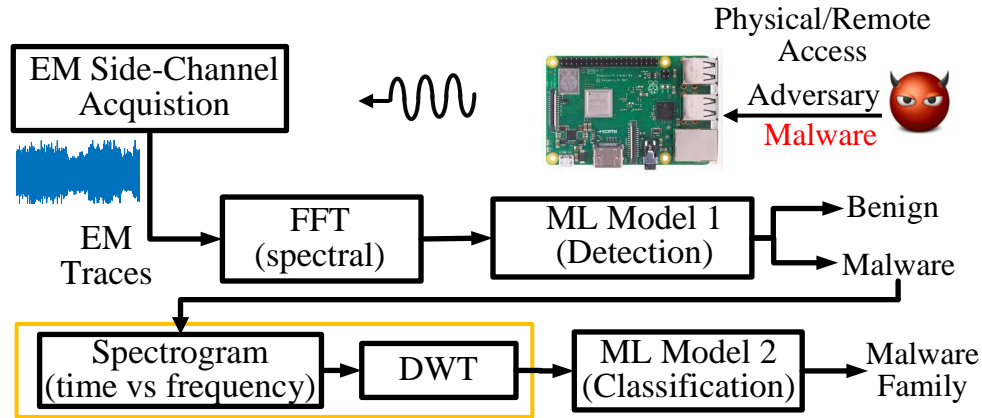 Physical/Remote
Access
EM Side-Channel
Acquistion
Adversary
Malware
HDMI
EM
Traces
FFT
(spectral)
ML Model 1
(Detection)
Benign
Malware
Spectrogram
(time vs frequency)
DWT
ML Model 2
(Classification)
Malware
Family